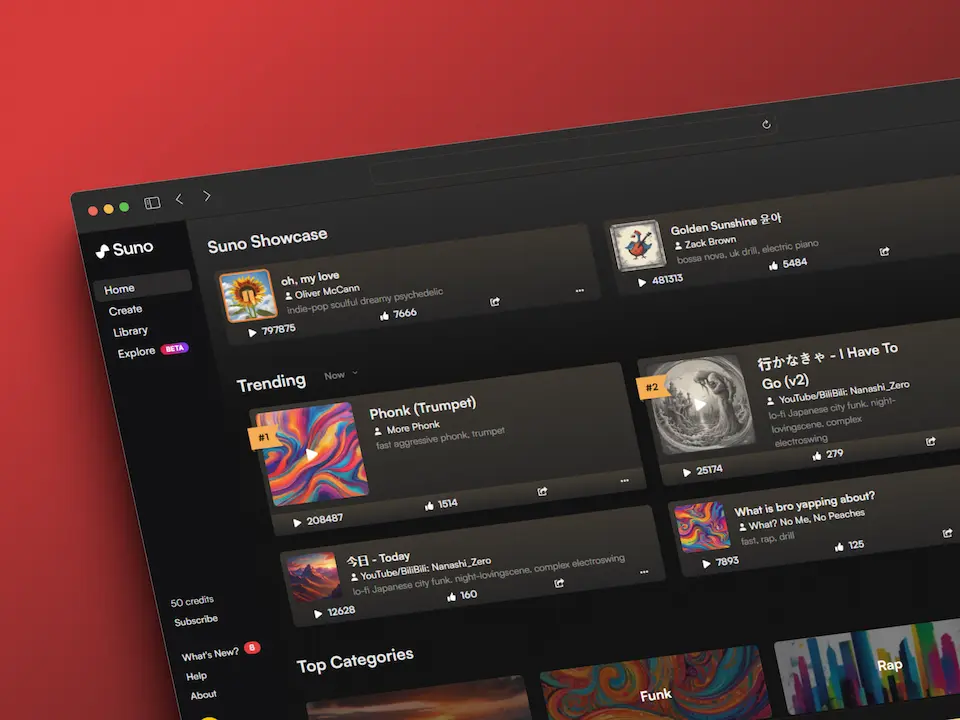 Suno
Home
Create
Library
Explore BETA
50 credits
Subscribe
What's New? 8
Help
About
Suno Showcase
oh, my love
Oliver McCann
indie-pop soulful dreamy psychedelic
797875 7666
Golden Sunshine 윤아
Zack Brown
bossa nova, uk drill, electric piano
481313 5484
Trending Now
#1
Phonk (Trumpet)
More Phonk
fast aggressive phonk, trumpet
208487 1514
#2
行かなきゃ - I Have To
Go (v2)
YouTube/BiliBili: Nanashi_Zero
lo-fi Japanese city funk. night-
lovingscene, complex
electroswing
25174 279
今日 - Today
YouTube/BiliBili: Nanashi_Zero
lo-fi Japanese city funk. night-lovingscene, complex electroswing
12628 160
What is bro yapping about?
What? No Me, No Peaches
fast, rap, drill
7893 125
Top Categories
Funk
Rap